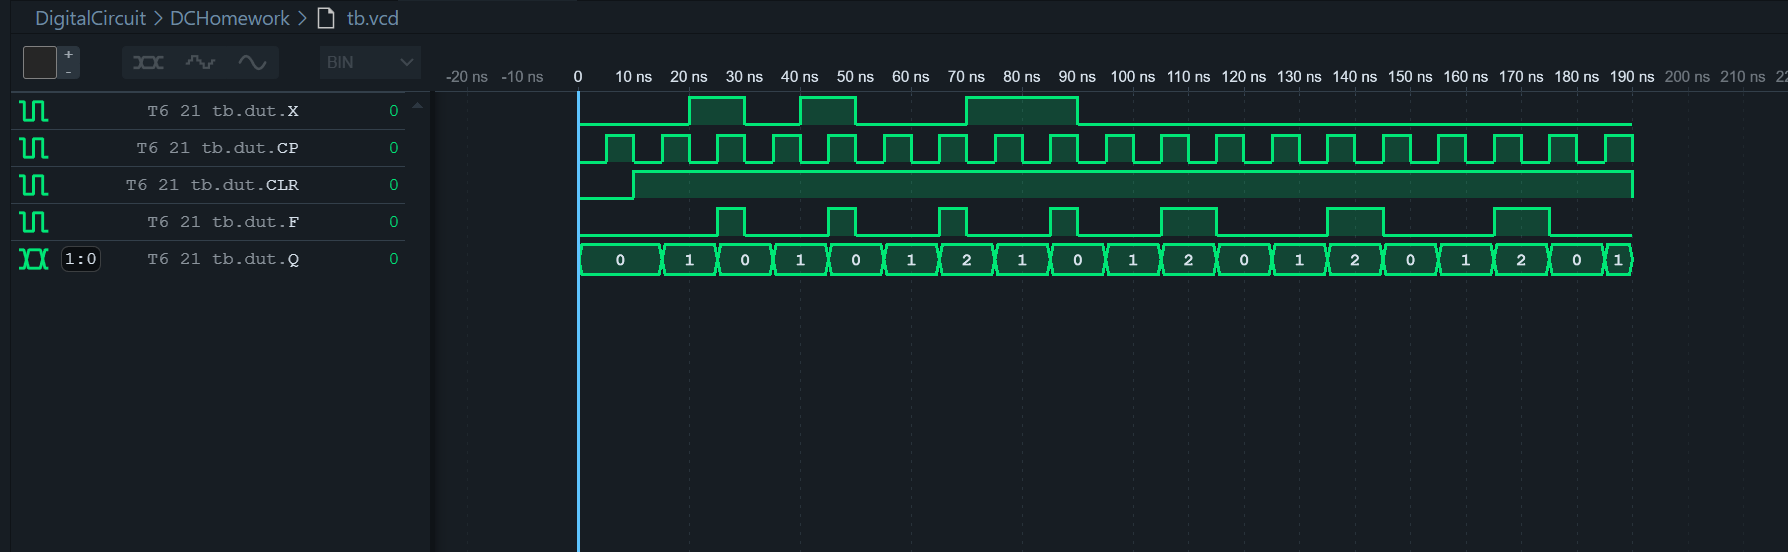 DigitalCircuit > DCHomework > tb.vcd
+
-
BIN
-20 ns -10 ns 0 10 ns 20 ns 30 ns 40 ns 50 ns 60 ns 70 ns 80 ns 90 ns 100 ns 110 ns 120 ns 130 ns 140 ns 150 ns 160 ns 170 ns 180 ns 190 ns 200 ns 210 ns 22
T6 21 tb.dut.X 0
T6 21 tb.dut.CP 0
T6 21 tb.dut.CLR 0
T6 21 tb.dut.F 0
1:0 T6 21 tb.dut.Q 0 0 1 0 1 0 1 2 1 0 1 2 0 1 2 0 1 2 0 1